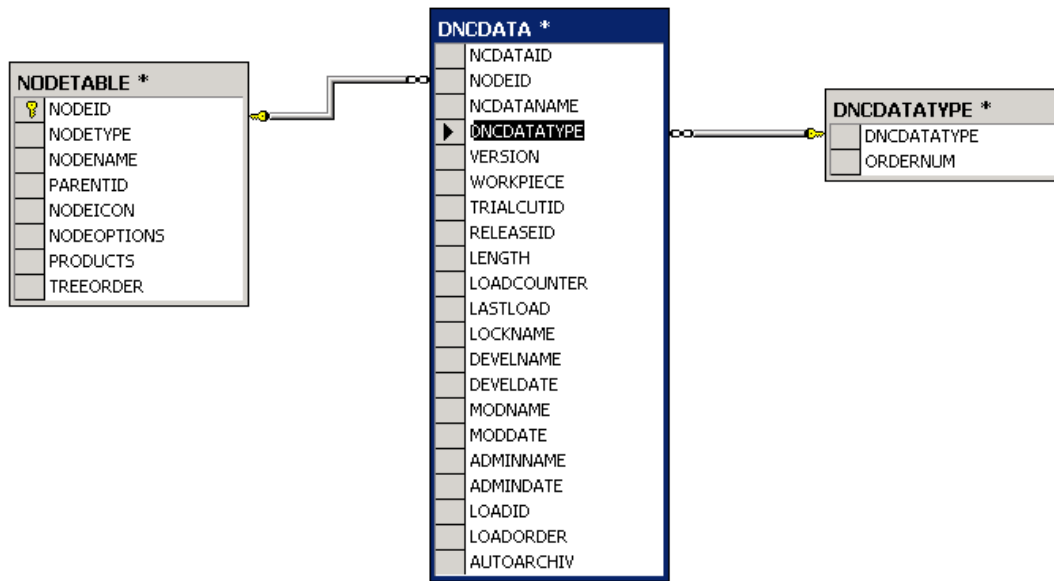 NODETABLE *
NODEID
NODETYPE
NODENAME
PARENTID
NODEICON
NODEOPTIONS
PRODUCTS
TREEORDER
DNCDATA *
NCDATAID
NODEID
NCDATANAME
DNCDATATYPE
VERSION
WORKPIECE
TRIALCUTID
RELEASEID
LENGTH
LOADCOUNTER
LASTLOAD
LOCKNAME
DEVELNAME
DEVELDATE
MODNAME
MODDATE
ADMINNAME
ADMINDATE
LOADID
LOADORDER
AUTOARCHIV
DNCDATATYPE *
DNCDATATYPE
ORDERNUM